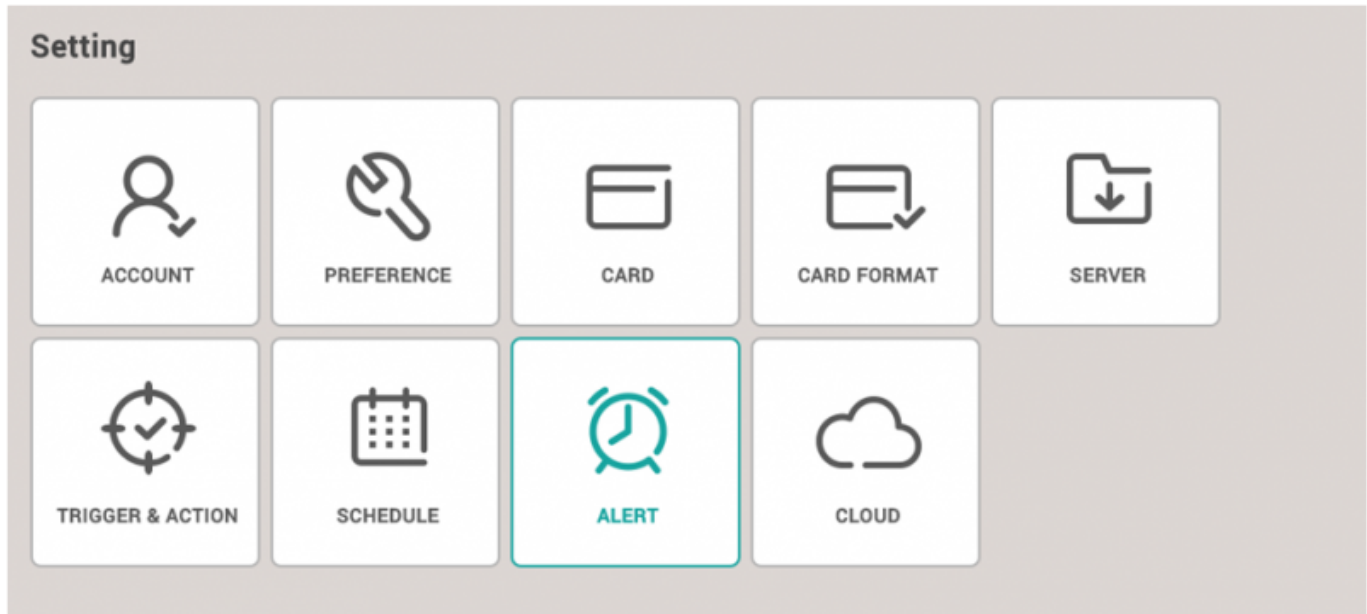 Setting
ACCOUNT
PREFERENCE
CARD
CARD FORMAT
SERVER
TRIGGER & ACTION
SCHEDULE
ALERT
CLOUD